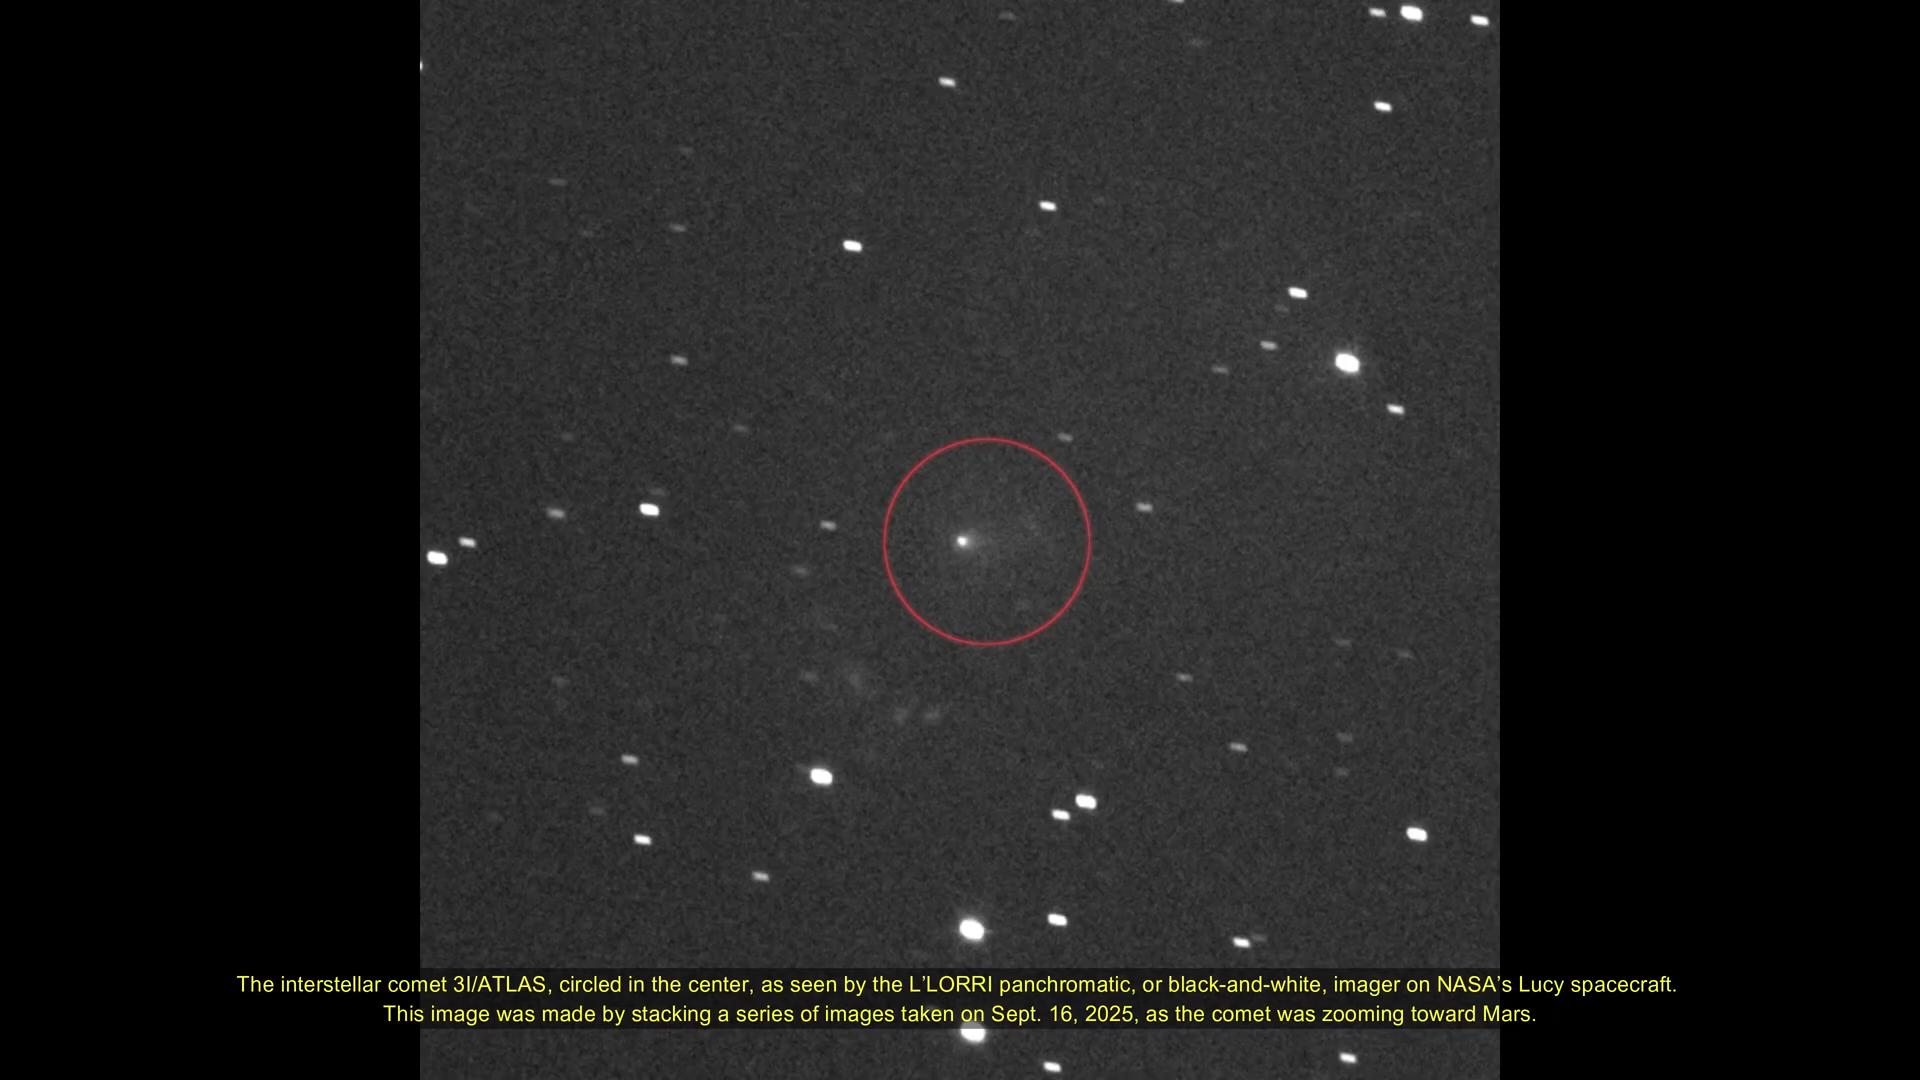 The interstellar comet 3I/ATLAS, circled in the center, as seen by the L’LORRI panchromatic, or black-and-white, imager on NASA’s Lucy spacecraft.
This image was made by stacking a series of images taken on Sept. 16, 2025, as the comet was zooming toward Mars.